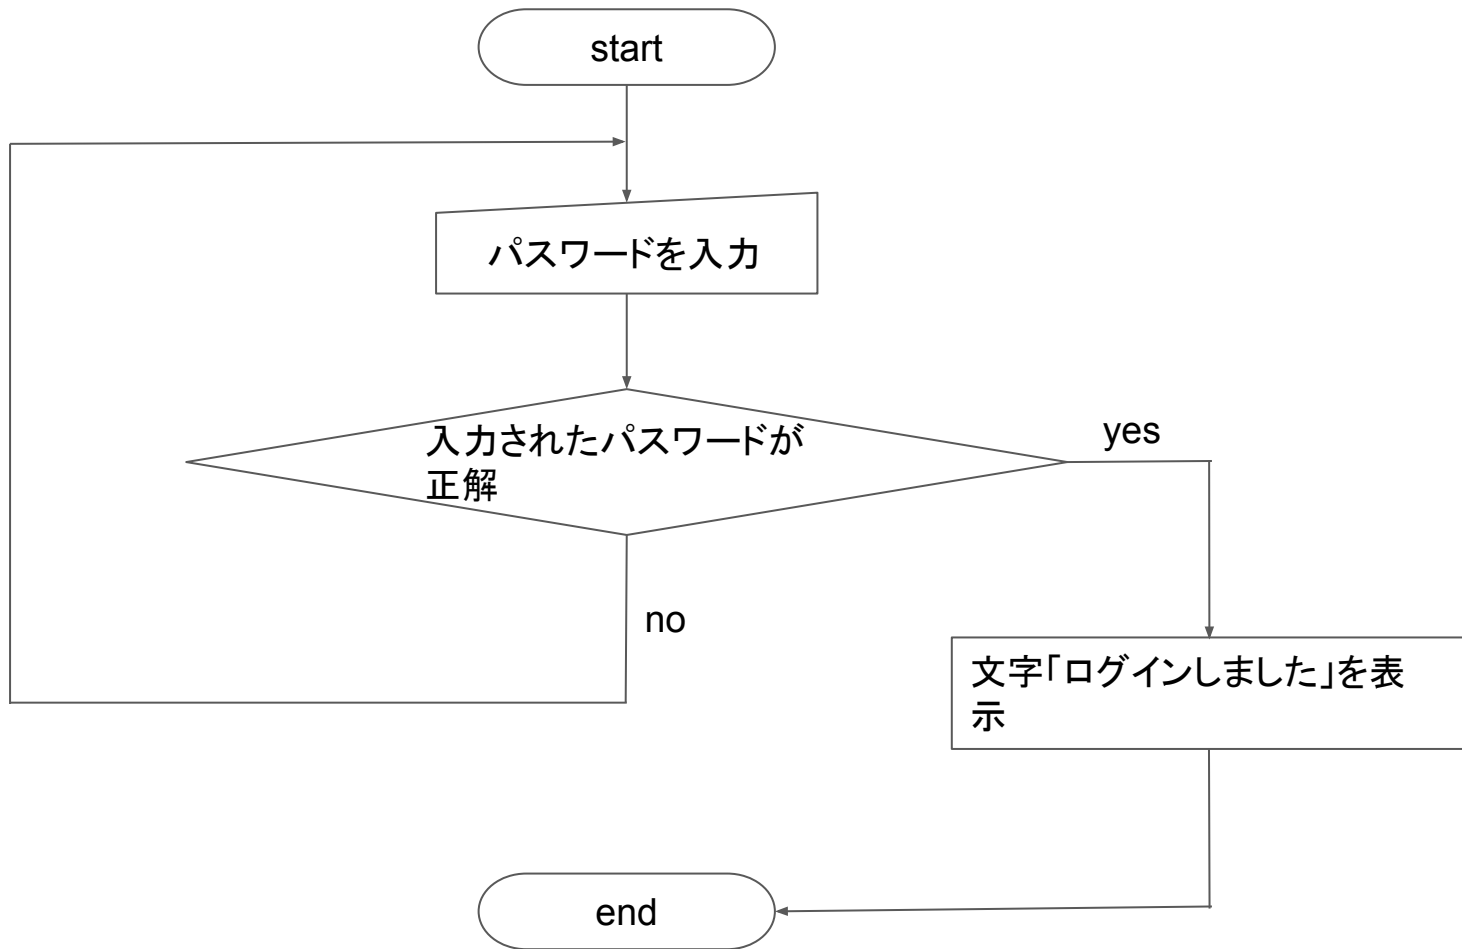 start
パスワードを入力
入力されたパスワードが
正解
yes
no
文字「ログインしました」を表
示
end